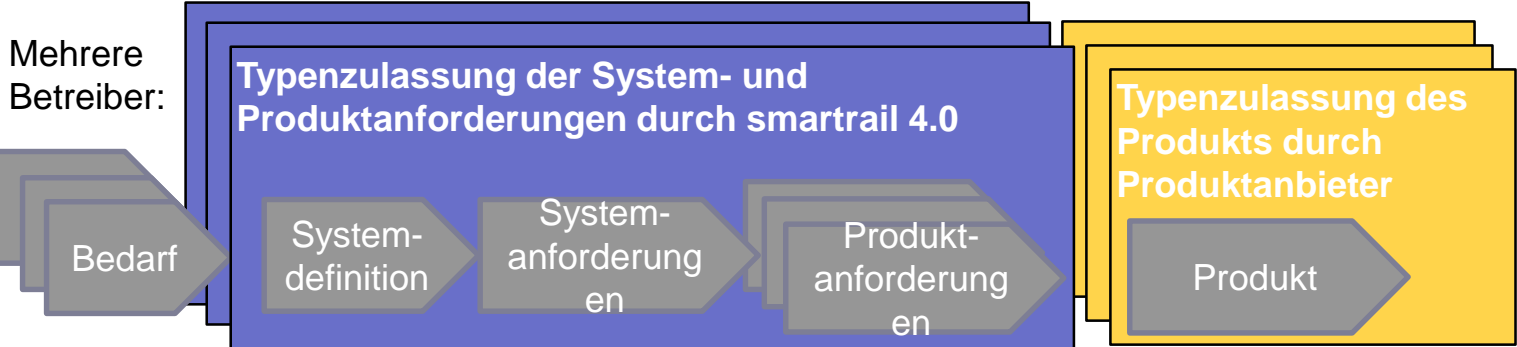 Mehrere
Betreiber:
Typenzulassung der System- und
Produktanforderungen durch smartrail 4.0
Typenzulassung des
Produkts durch
Produktanbieter
Bedarf
System-
definition
System-
anforderung
en
Produkt-
anforderung
en
Produkt